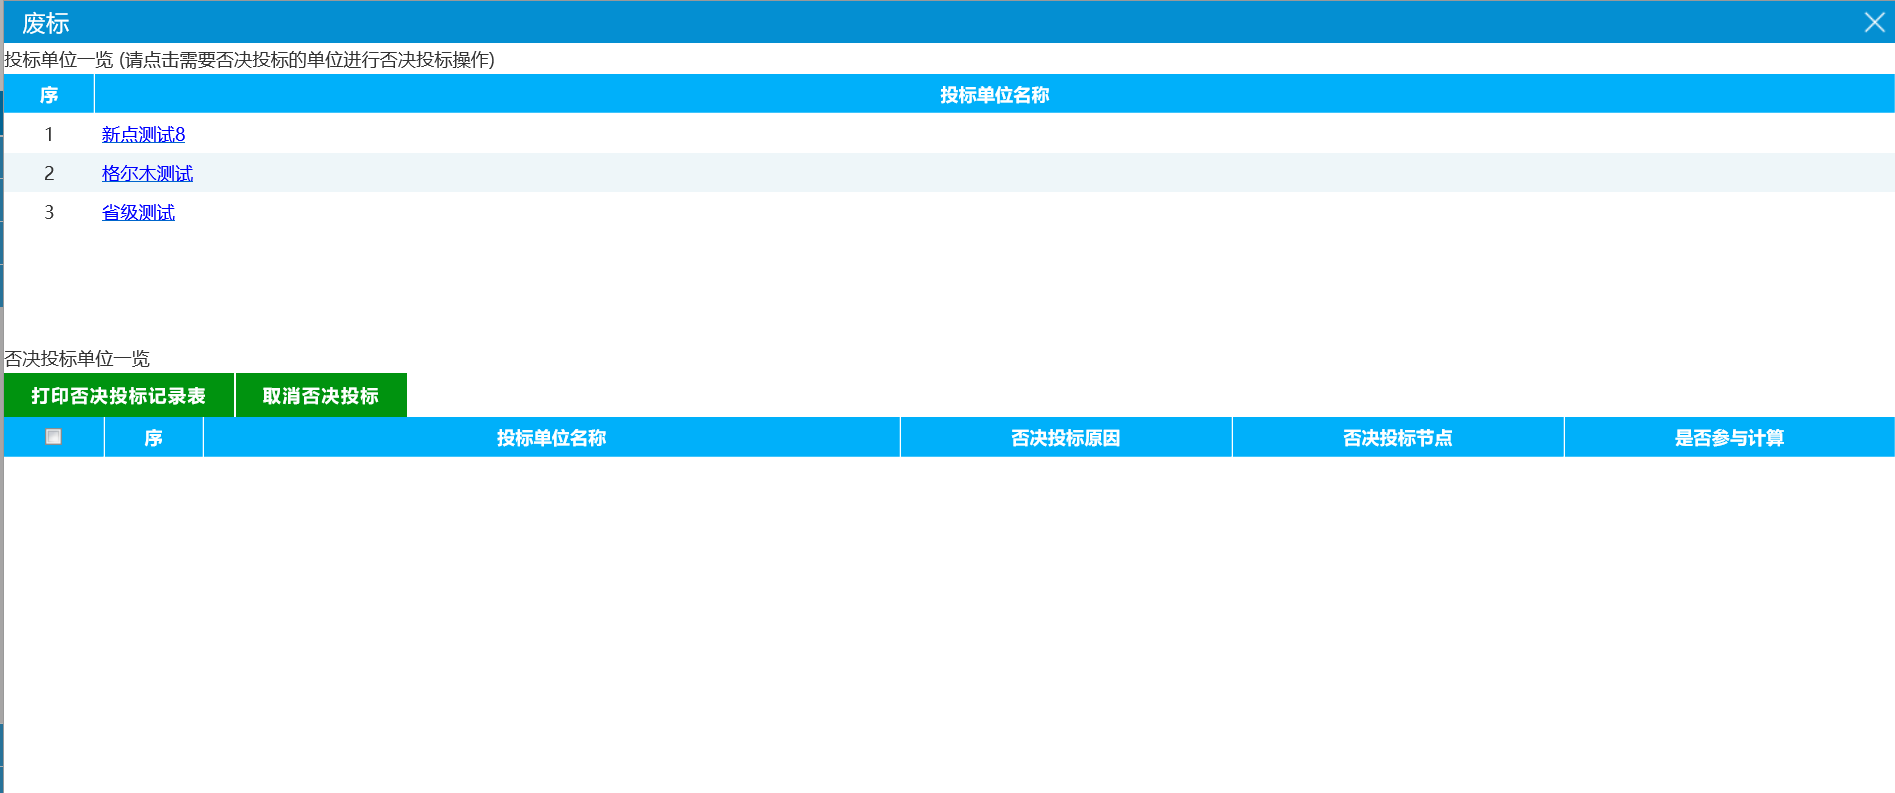 废标
投标单位一览 (请点击需要否决投标的单位进行否决投标操作)
序 投标单位名称
1 新点测试8
2 格尔木测试
3 省级测试
否决投标单位一览
打印否决投标记录表 取消否决投标
序 投标单位名称 否决投标原因 否决投标节点 是否参与计算